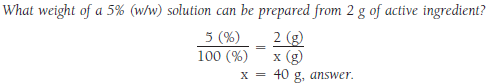 What weight of a 5% (w/w) solution can be prepared from 2 g of active ingredient?
5 (%) / 100 (%) = 2 (g) / x (g)
x = 40 g, answer.